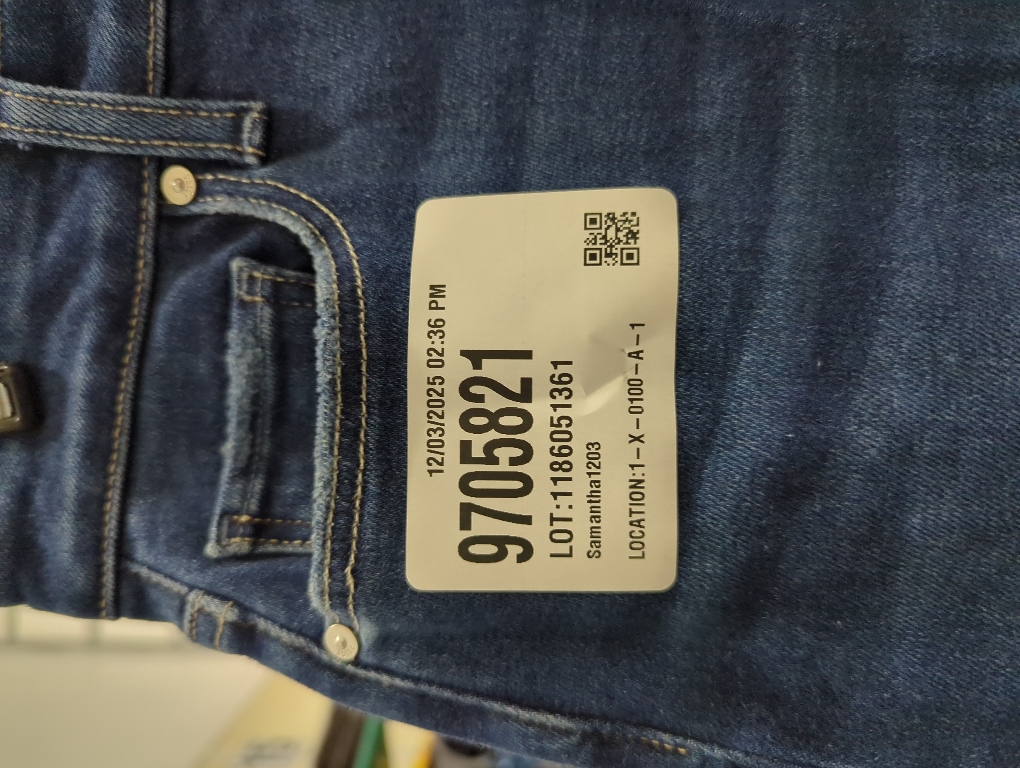 12/03/2025 02:36 PM
9705821
LOT:1186051361
Samantha1203
LOCATION:1-X-0100-A-1